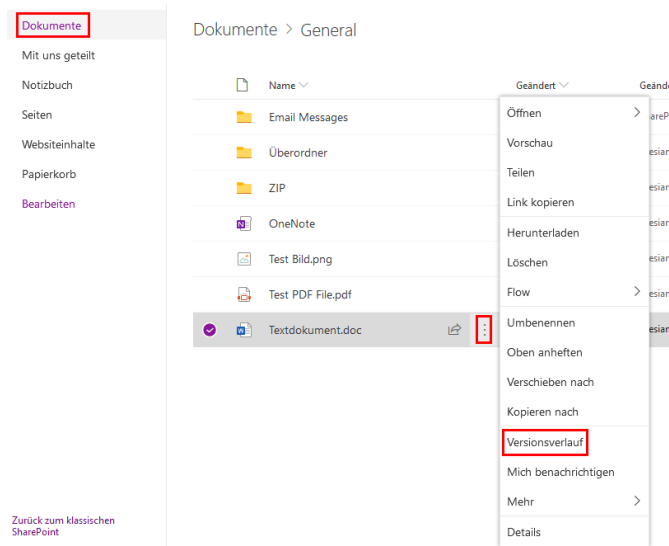 Dokumente
Mit uns geteilt
Notizbuch
Seiten
Websiteinhalte
Papierkorb
Bearbeiten
Zurück zum klassischen
SharePoint
Dokumente > General
Name Geändert
Email Messages
Überordner
ZIP
OneNote
Test Bild.png
Test PDF File.pdf
Textdokument.doc
Öffnen
Vorschau
Teilen
Link kopieren
Herunterladen
Löschen
Flow
Umbenennen
Oben anheften
Verschieben nach
Kopieren nach
Versionsverlauf
Mich benachrichtigen
Mehr
Details